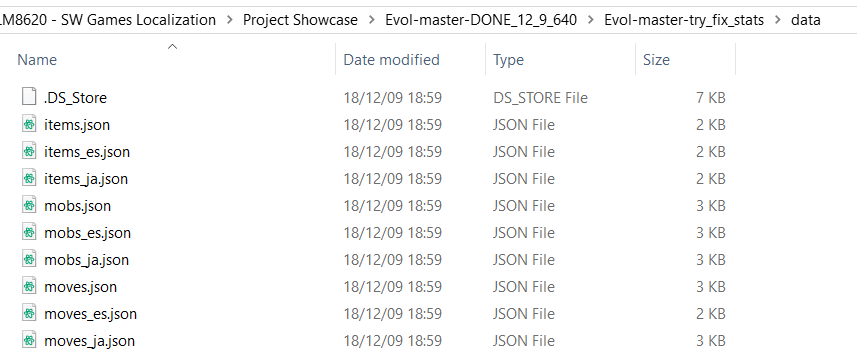 LM8620 - SW Games Localization > Project Showcase > Evol-master-DONE_12_9_640 > Evol-master-try_fix_stats > data
Name Date modified Type Size
.DS_Store 18/12/09 18:59 DS_STORE File 7 KB
items.json 18/12/09 18:59 JSON File 2 KB
items_es.json 18/12/09 18:59 JSON File 2 KB
items_ja.json 18/12/09 18:59 JSON File 2 KB
mobs.json 18/12/09 18:59 JSON File 3 KB
mobs_es.json 18/12/09 18:59 JSON File 3 KB
mobs_ja.json 18/12/09 18:59 JSON File 3 KB
moves.json 18/12/09 18:59 JSON File 3 KB
moves_es.json 18/12/09 18:59 JSON File 2 KB
moves_ja.json 18/12/09 18:59 JSON File 3 KB